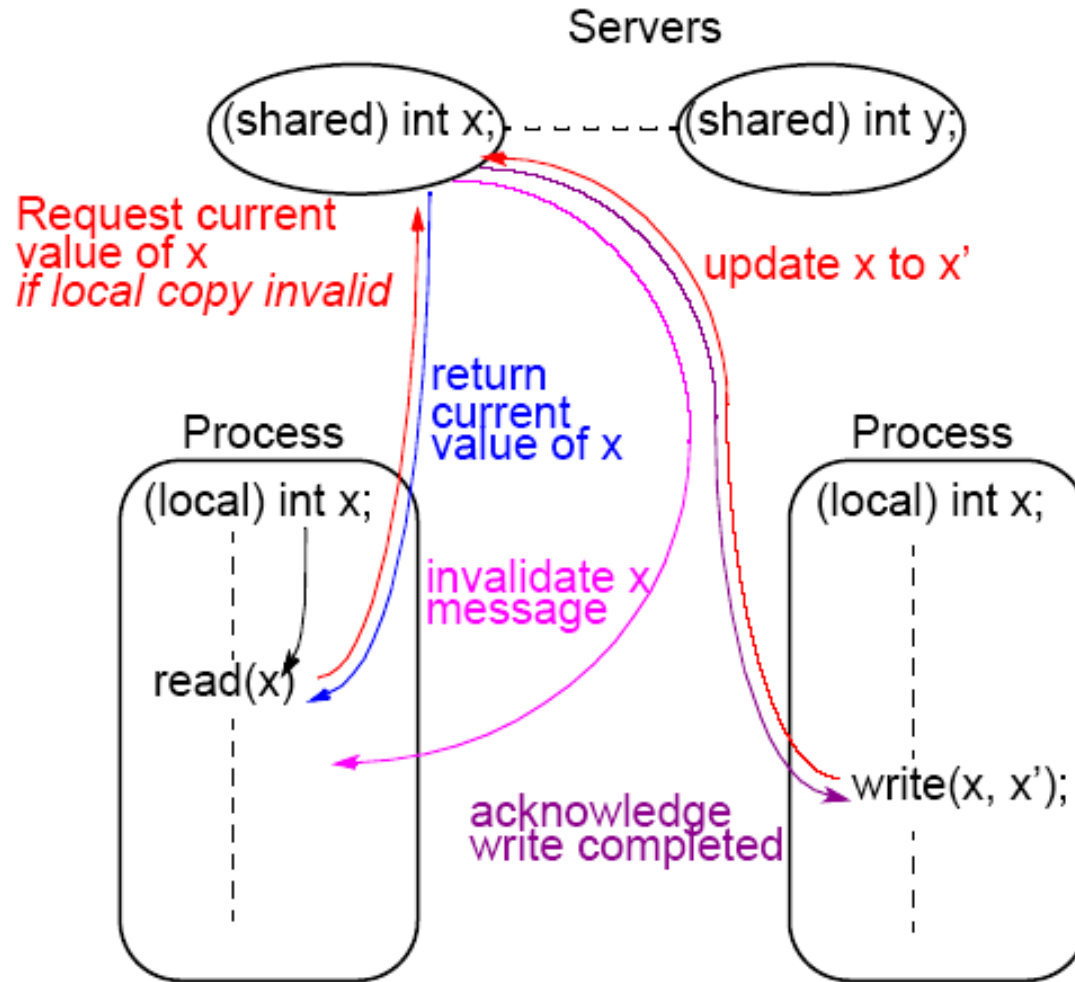 Servers
(shared) int x;
(shared) int y;
Request current
value of x
if local copy invalid
update x to x’
return
current
value of x
Process
Process
(local) int x;
(local) int x;
invalidate x
message
read(x)
write(x, x’);
acknowledge
write completed